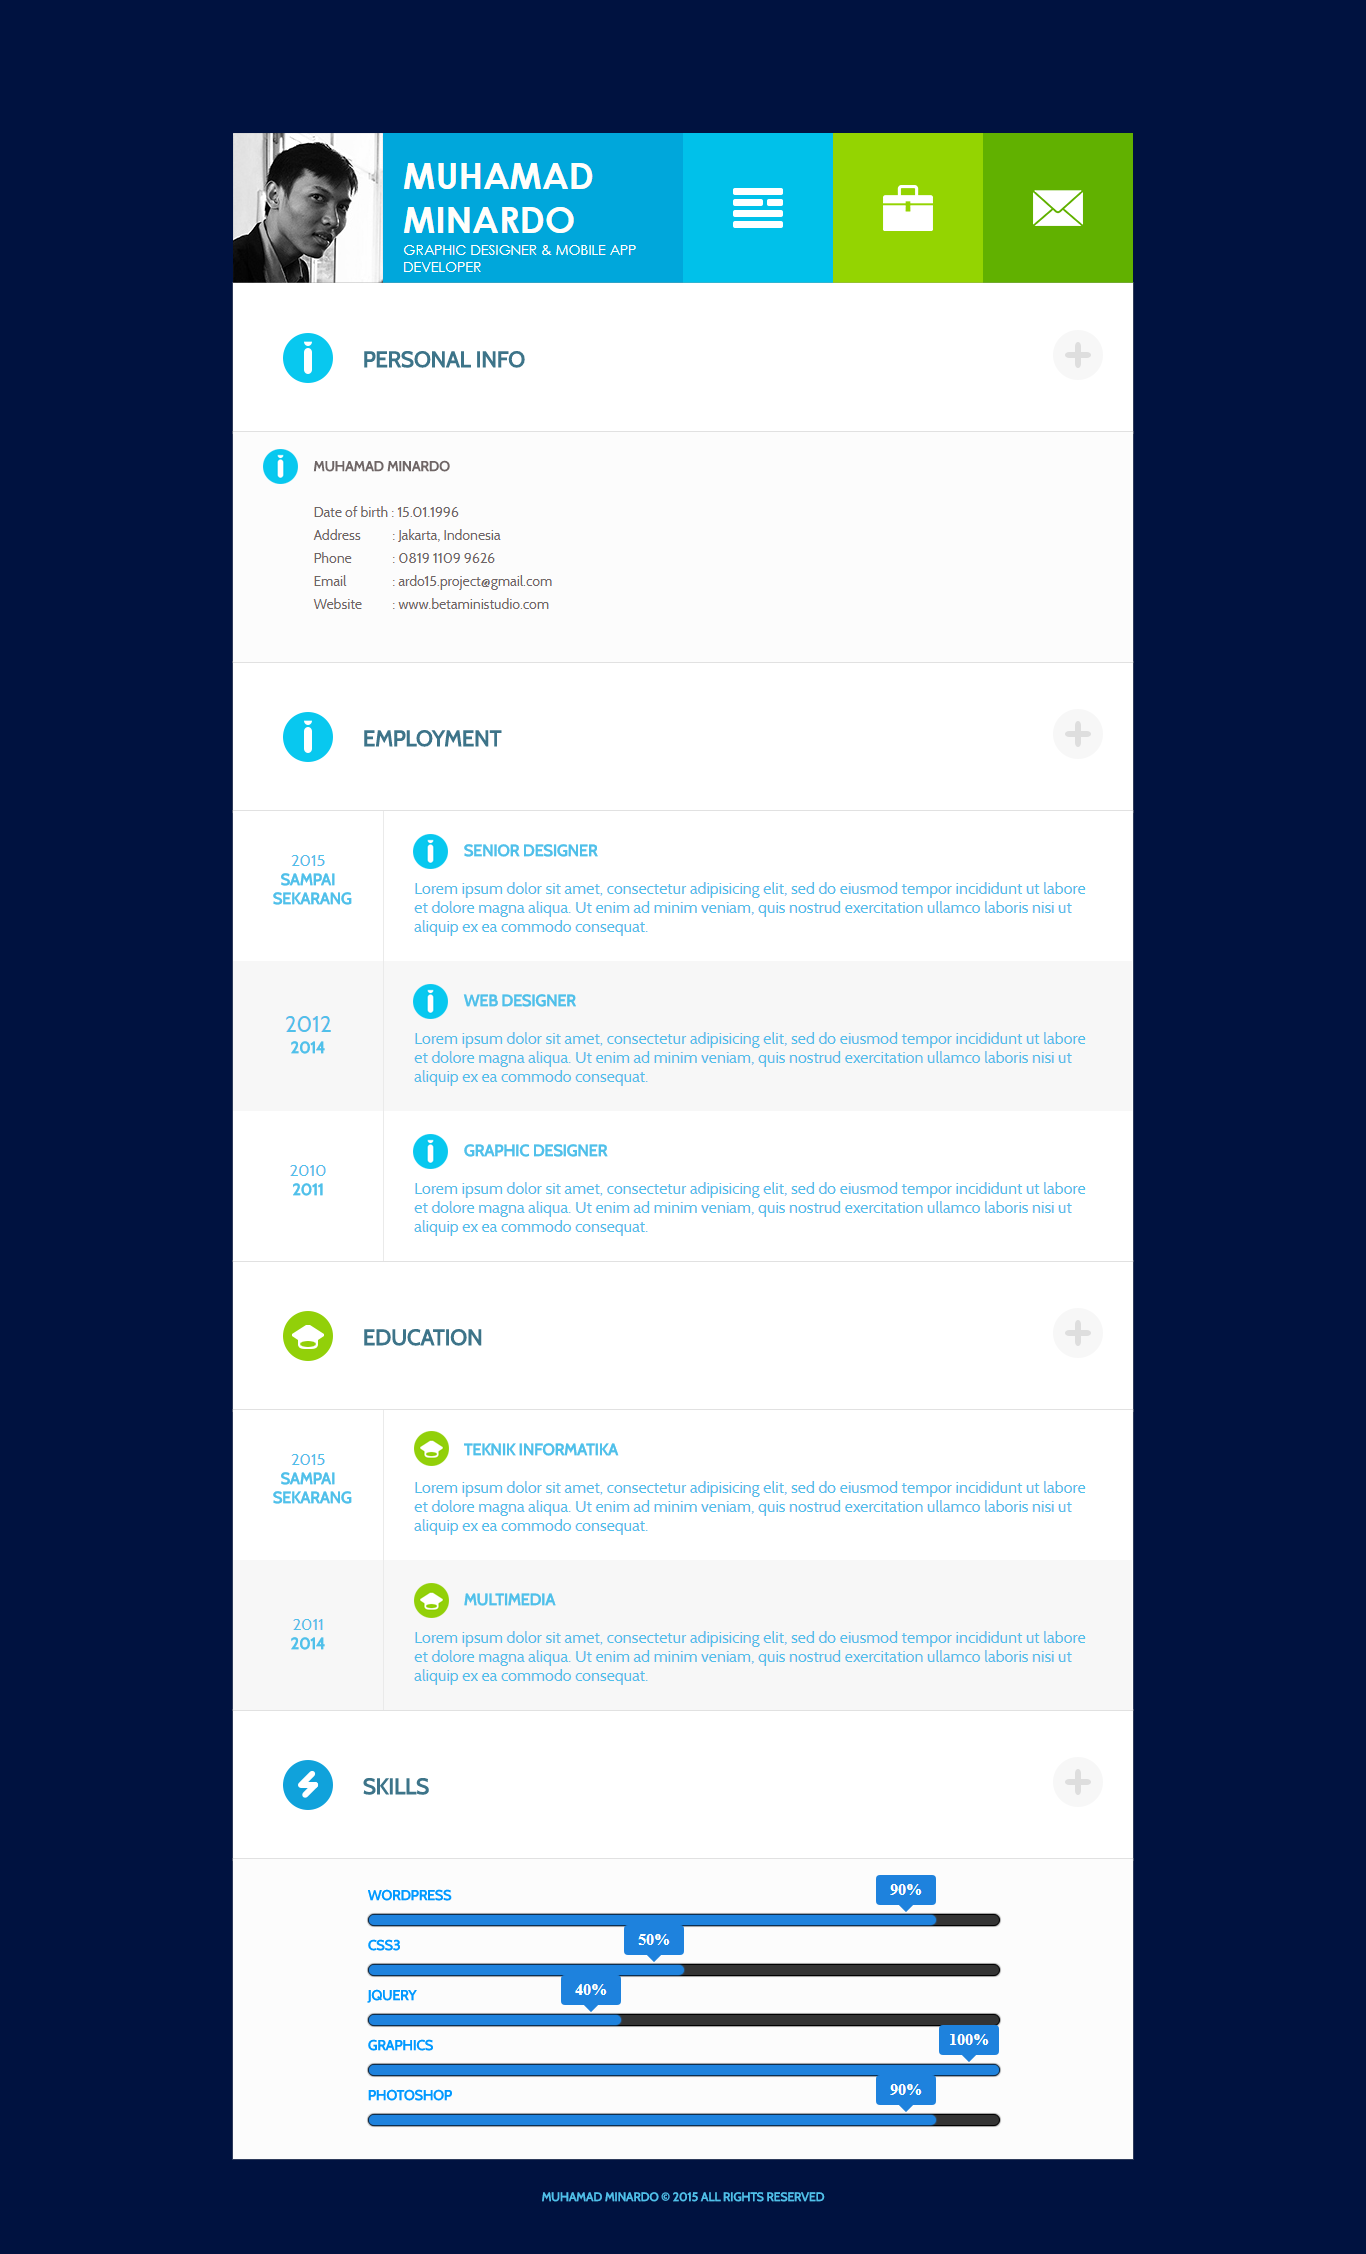 MUHAMAD
MINARDO
GRAPHIC DESIGNER & MOBILE APP
DEVELOPER
PERSONAL INFO
MUHAMAD MINARDO
Date of birth : 15.01.1996
Address : Jakarta, Indonesia
Phone : 0819 1109 9626
Email : ardo15.project@gmail.com
Website : www.betaministudio.com
EMPLOYMENT
2015
SAMPAI
SEKARANG
SENIOR DESIGNER
Lorem ipsum dolor sit amet, consectetur adipisicing elit, sed do eiusmod tempor incididunt ut labore
et dolore magna aliqua. Ut enim ad minim veniam, quis nostrud exercitation ullamco laboris nisi ut
aliquip ex ea commodo consequat.
2012
2014
WEB DESIGNER
Lorem ipsum dolor sit amet, consectetur adipisicing elit, sed do eiusmod tempor incididunt ut labore
et dolore magna aliqua. Ut enim ad minim veniam, quis nostrud exercitation ullamco laboris nisi ut
aliquip ex ea commodo consequat.
2010
2011
GRAPHIC DESIGNER
Lorem ipsum dolor sit amet, consectetur adipisicing elit, sed do eiusmod tempor incididunt ut labore
et dolore magna aliqua. Ut enim ad minim veniam, quis nostrud exercitation ullamco laboris nisi ut
aliquip ex ea commodo consequat.
EDUCATION
2015
SAMPAI
SEKARANG
TEKNIK INFORMATIKA
Lorem ipsum dolor sit amet, consectetur adipisicing elit, sed do eiusmod tempor incididunt ut labore
et dolore magna aliqua. Ut enim ad minim veniam, quis nostrud exercitation ullamco laboris nisi ut
aliquip ex ea commodo consequat.
2011
2014
MULTIMEDIA
Lorem ipsum dolor sit amet, consectetur adipisicing elit, sed do eiusmod tempor incididunt ut labore
et dolore magna aliqua. Ut enim ad minim veniam, quis nostrud exercitation ullamco laboris nisi ut
aliquip ex ea commodo consequat.
SKILLS
WORDPRESS 90%
CSS3 50%
JQUERY 40%
GRAPHICS 100%
PHOTOSHOP 90%
MUHAMAD MINARDO © 2015 ALL RIGHTS RESERVED